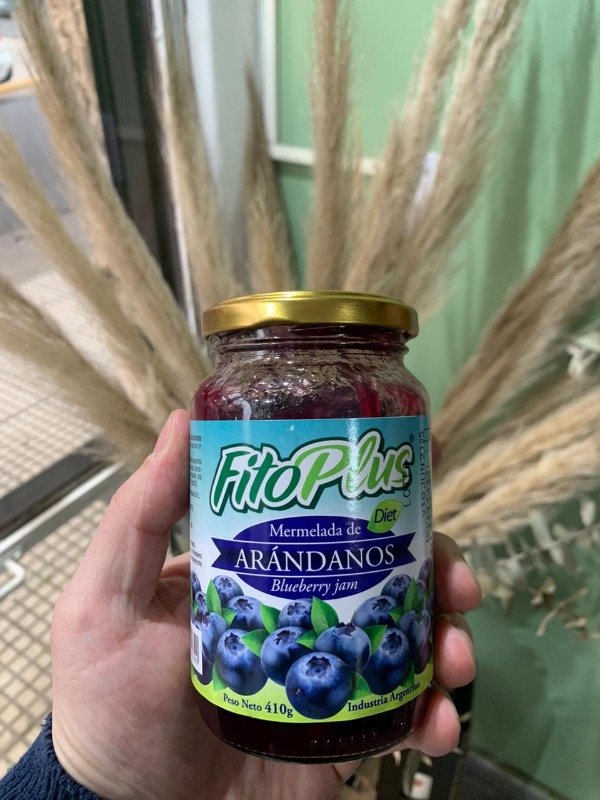 FitoPlus®
Diet
Mermelada de
ARÁNDANOS
Blueberry jam
Peso Neto 410g
Industria Argentina